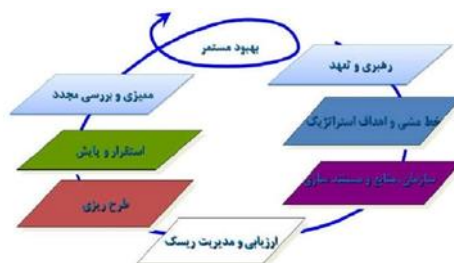 بهبود مستمر
رهبری و تعهد
خط مشی و اهداف استراتژیک
سازمان، منابع و مستند سازی
ارزیابی و مدیریت ریسک
طرح ریزی
استقرار و پایش
ممیزی و بررسی مجدد